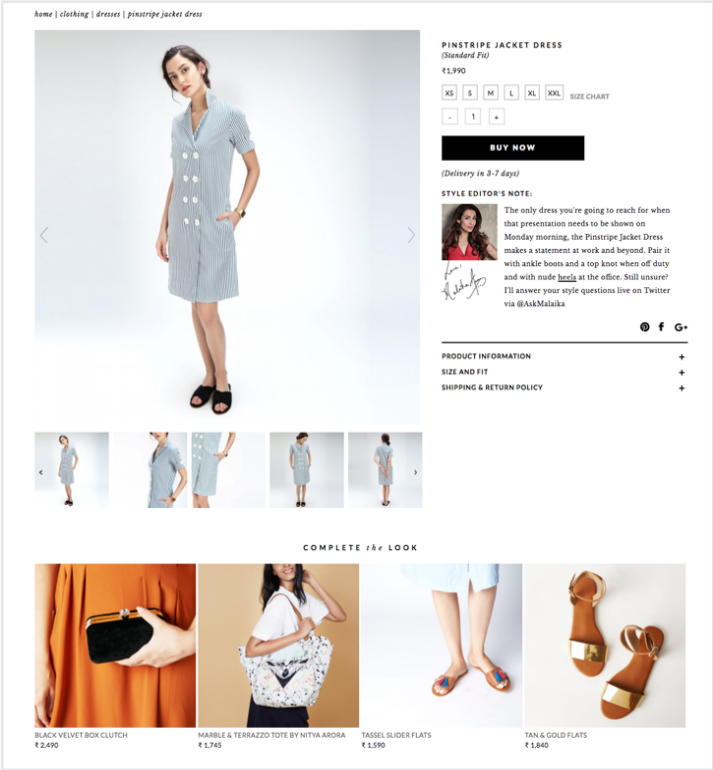 home | clothing | dresses | pinstripe jacket dress
PINSTRIPE JACKET DRESS
(Standard Fit)
₹1,990
XS S M L XL XXL SIZE CHART
- 1 +
BUY NOW
(Delivery in 3-7 days)
STYLE EDITOR'S NOTE:
The only dress you're going to reach for when
that presentation needs to be shown on
Monday morning, the Pinstripe Jacket Dress
makes a statement at work and beyond. Pair it
with ankle boots and a top knot when off duty
and with nude heels at the office. Still unsure?
I'll answer your style questions live on Twitter
via @AskMalaika
G+
PRODUCT INFORMATION +
SIZE AND FIT +
SHIPPING & RETURN POLICY +
COMPLETE the LOOK
BLACK VELVET BOX CLUTCH
₹ 2,490
MARBLE & TERRAZZO TOTE BY NITYA ARORA
₹ 1,745
TASSEL SLIDER FLATS
₹ 1,590
TAN & GOLD FLATS
₹ 1,840